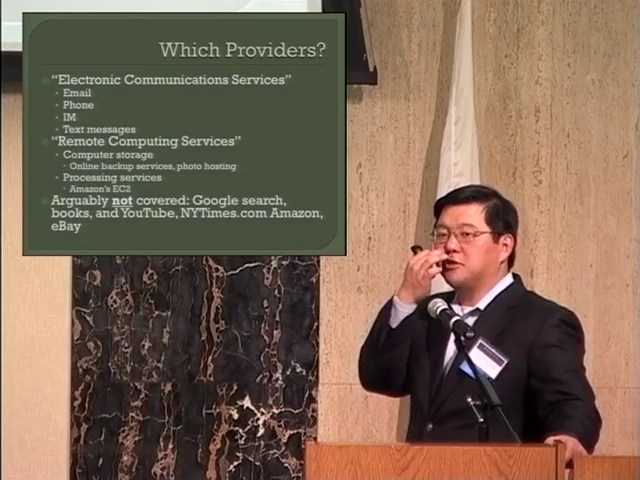 Which Providers?
"Electronic Communications Services"
Email
Phone
IM
Text messages
"Remote Computing Services"
Computer storage
Online backup services, photo hosting
Processing services
Amazon's EC2
Arguably not covered: Google search,
books, and YouTube, NYTimes.com Amazon,
eBay